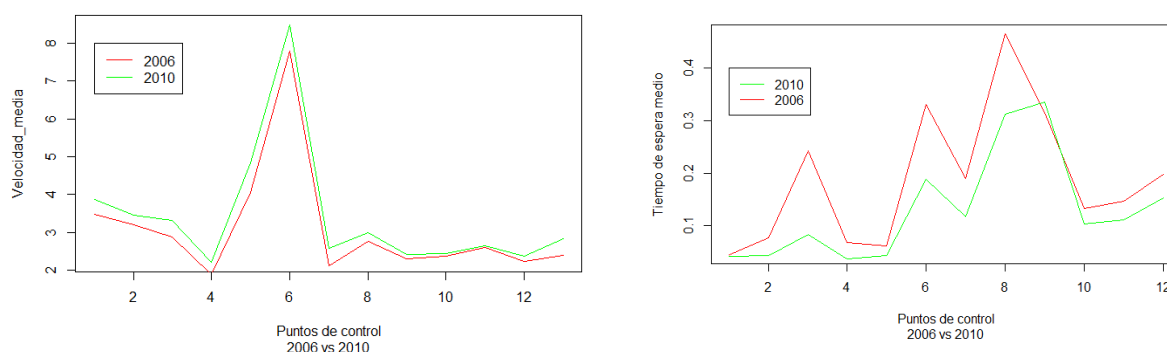 Velocidad_media
8
7
6
5
4
3
2
2006
2010
2 4 6 8 10 12
Puntos de control
2006 vs 2010
Tiempo de espera medio
0.4
0.3
0.2
0.1
2010
2006
2 4 6 8 10 12
Puntos de control
2006 vs 2010